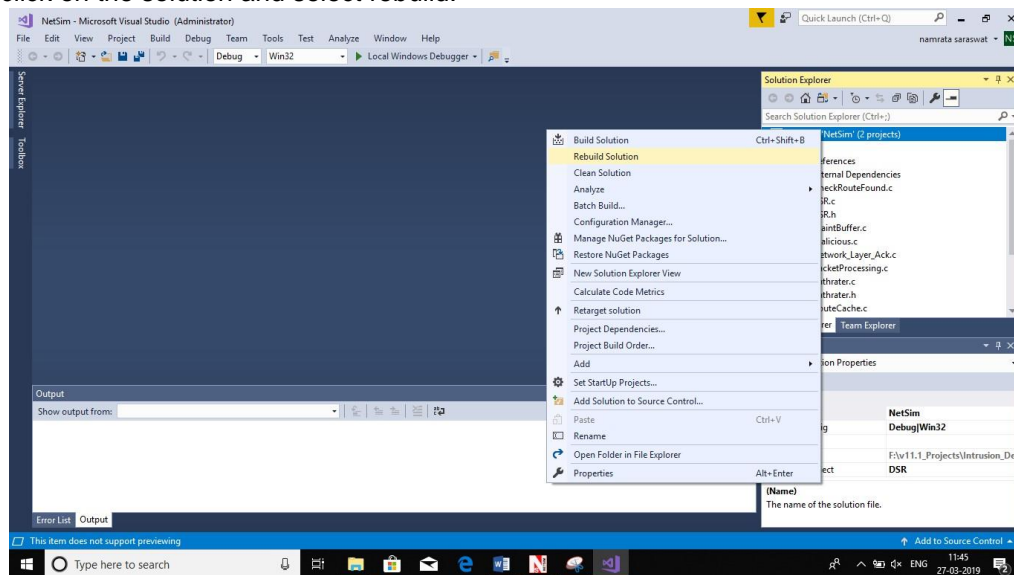 click on the solution and select rebuild.
NetSim - Microsoft Visual Studio (Administrator)
Quick Launch (Ctrl+Q)
File Edit View Project Build Debug Team Tools Test Analyze Window Help
namrata saraswat
Debug Win32 Local Windows Debugger
Server Explorer
Toolbox
Solution Explorer
Search Solution Explorer (Ctrl+;)
'NetSim' (2 projects)
eferences
ternal Dependencies
neckRouteFound.c
SR.c
SR.h
aintBuffer.c
alicious.c
etwork_Layer_Ack.c
cketProcessing.c
thrater.c
thrater.h
outeCache.c
rer Team Explorer
Build Solution Ctrl+Shift+B
Rebuild Solution
Clean Solution
Analyze
Batch Build...
Configuration Manager...
Manage NuGet Packages for Solution...
Restore NuGet Packages
New Solution Explorer View
Calculate Code Metrics
Retarget solution
Project Dependencies...
Project Build Order...
Add
Set StartUp Projects...
Add Solution to Source Control...
Paste Ctrl+V
Rename
Open Folder in File Explorer
Properties Alt+Enter
ion Properties
NetSim
ig Debug|Win32
F:\v11.1_Projects\Intrusion_De
ect DSR
(Name)
The name of the solution file.
Output
Show output from:
Error List Output
This item does not support previewing
Add to Source Control
Type here to search
ENG
11:45
27-03-2019